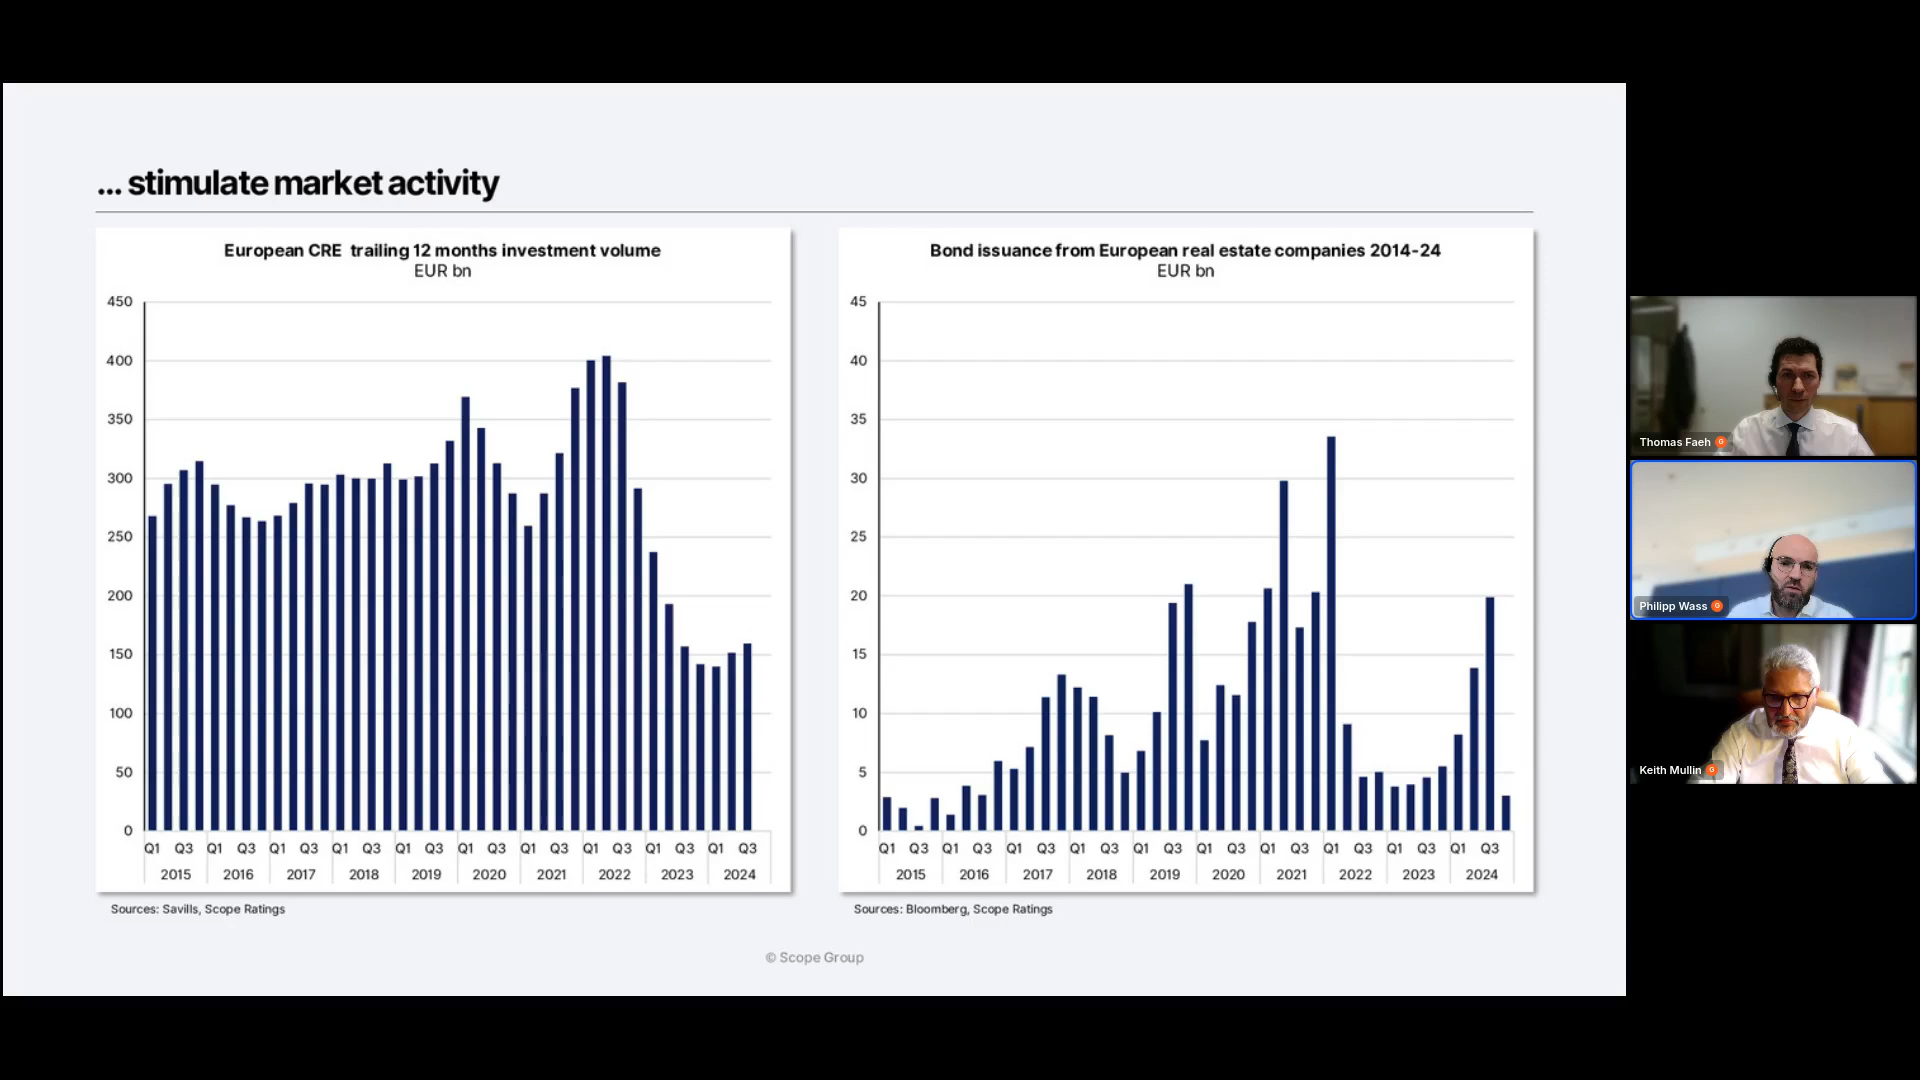 ... stimulate market activity
European CRE  trailing 12 months investment volume
EUR bn
450
400
350
300
250
200
150
100
50
0
Q1 Q3 Q1 Q3 Q1 Q3 Q1 Q3 Q1 Q3 Q1 Q3 Q1 Q3 Q1 Q3 Q1 Q3 Q1 Q3
2015 2016 2017 2018 2019 2020 2021 2022 2023 2024
Sources: Savills, Scope Ratings
Bond issuance from European real estate companies 2014-24
EUR bn
45
40
35
30
25
20
15
10
5
0
Q1 Q3 Q1 Q3 Q1 Q3 Q1 Q3 Q1 Q3 Q1 Q3 Q1 Q3 Q1 Q3 Q1 Q3 Q1 Q3
2015 2016 2017 2018 2019 2020 2021 2022 2023 2024
Sources: Bloomberg, Scope Ratings
© Scope Group
Thomas Faeh G
Philipp Wass G
Keith Mullin G